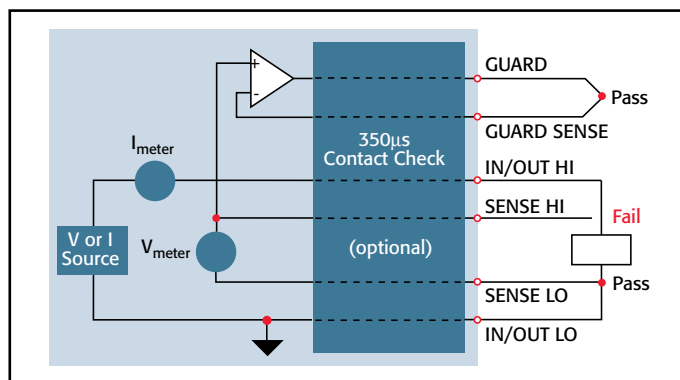 +
-
GUARD
Pass
GUARD SENSE
350µs
Contact Check
I meter
IN/OUT HI
SENSE HI
Fail
V or I
Source
V meter
(optional)
Pass
SENSE LO
IN/OUT LO